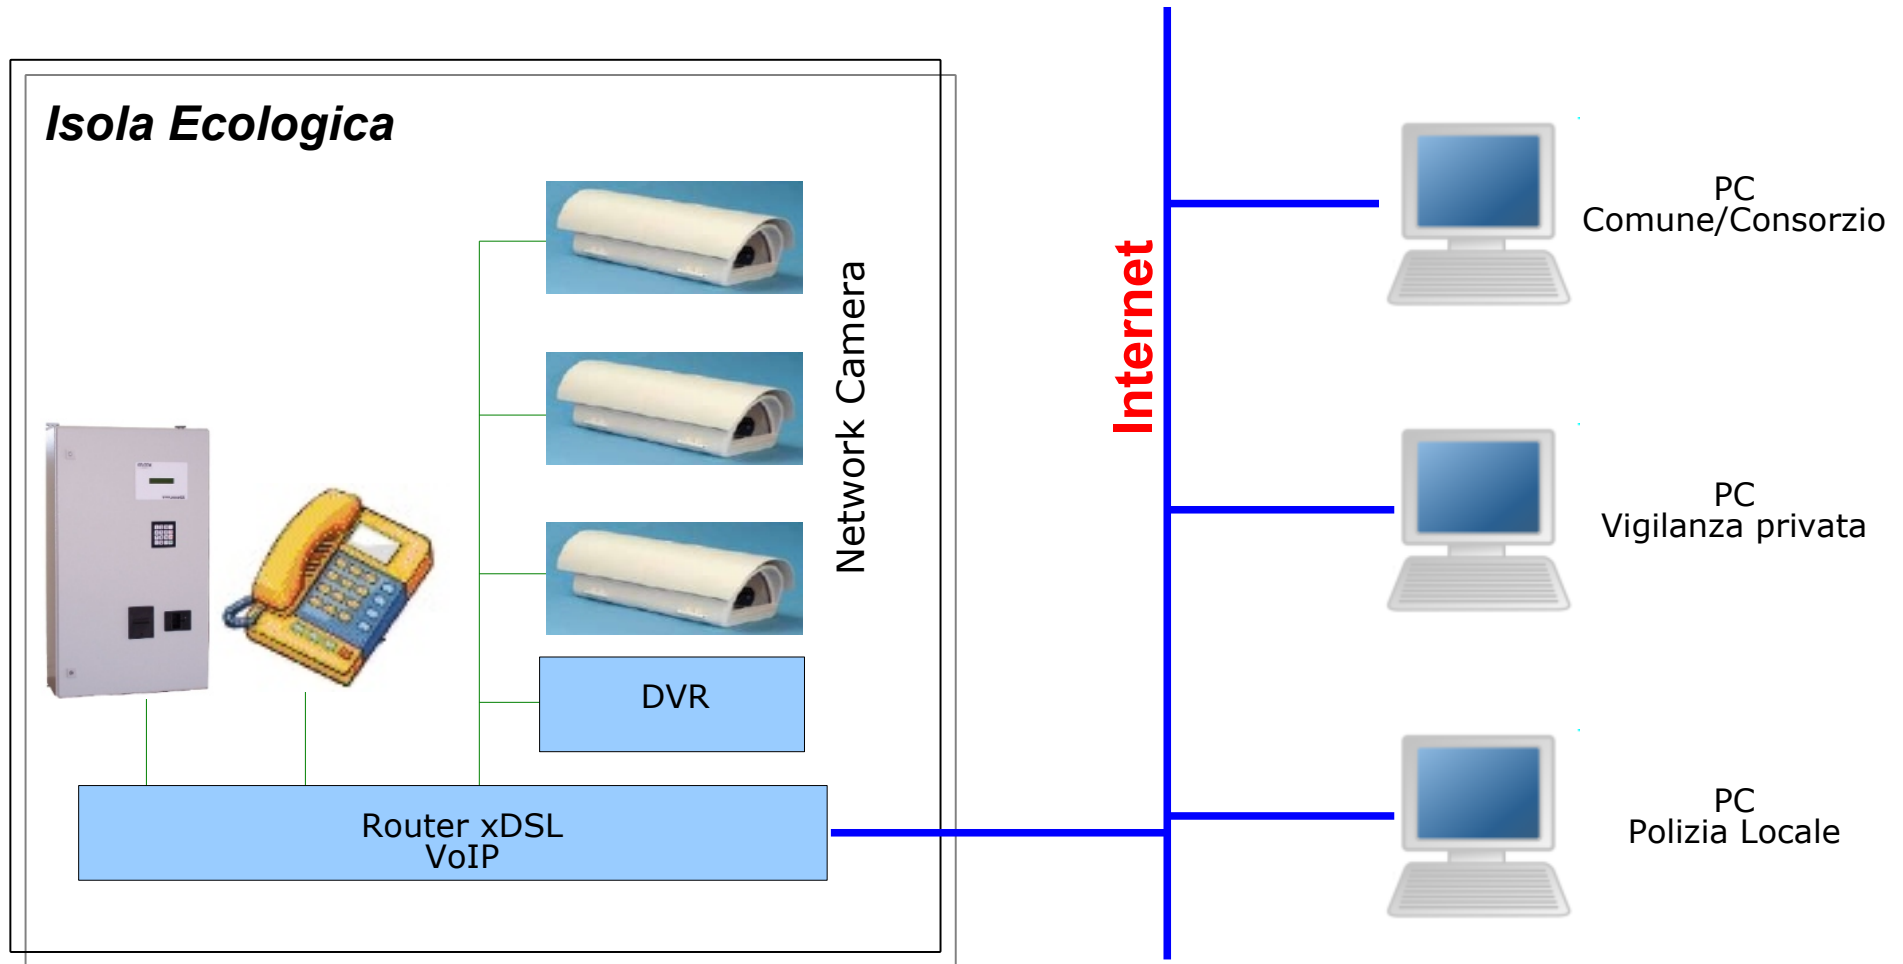 Isola Ecologica
Network Camera
DVR
Router xDSL
VoIP
Internet
PC
Comune/Consorzio
PC
Vigilanza privata
PC
Polizia Locale